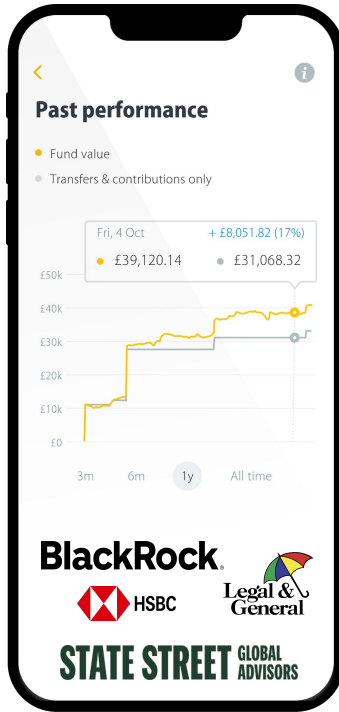 Past performance
Fund value
Transfers & contributions only
Fri, 4 Oct + £8,051.82 (17%)
£39,120.14 £31,068.32
£50k
£40k
£30k
£20k
£10k
£0
3m 6m 1y All time
BlackRock.
HSBC
Legal &
General
STATE STREET GLOBAL
ADVISORS